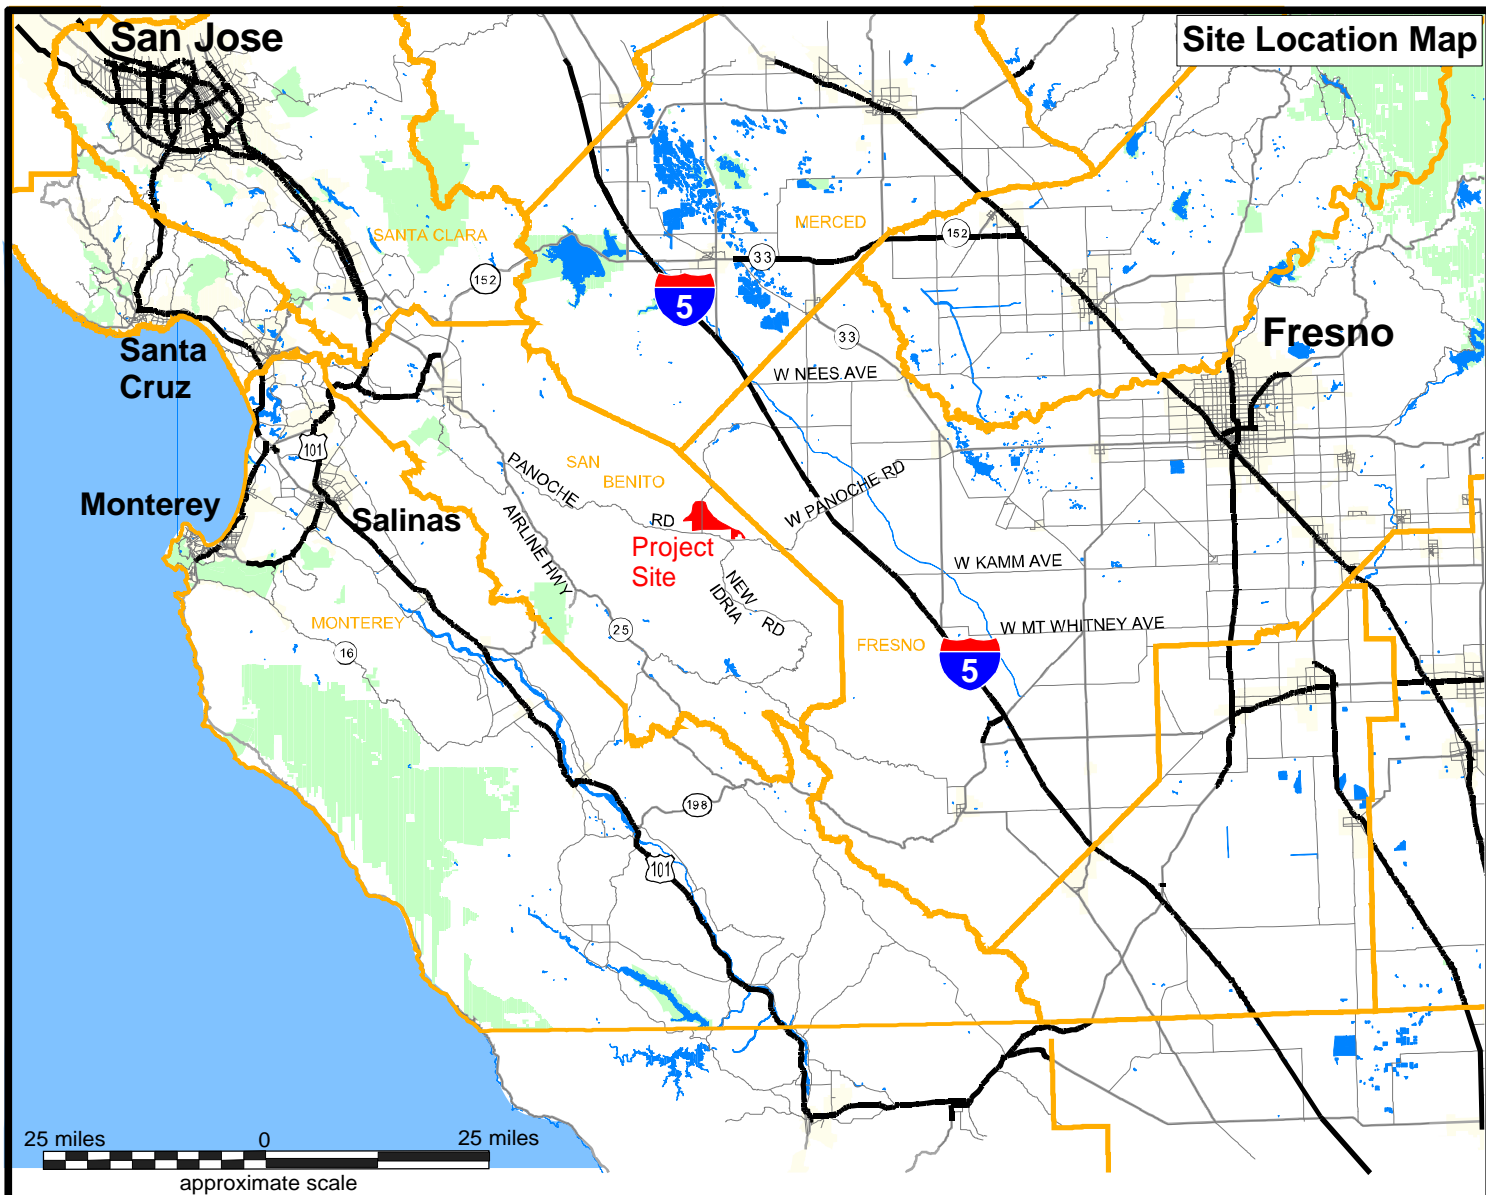 San Jose
Site Location Map
SANTA CLARA
MERCED
152
33
152
5
33
Fresno
Santa
Cruz
W NEES AVE
101
PANOCHE
RD
SAN
BENITO
W PANOCHE RD
Monterey
Salinas
AIRLINE HWY
Project
Site
W KAMM AVE
NEW
IDRIA
RD
MONTEREY
25
16
FRESNO
W MT WHITNEY AVE
5
198
101
25 miles
0
25 miles
approximate scale